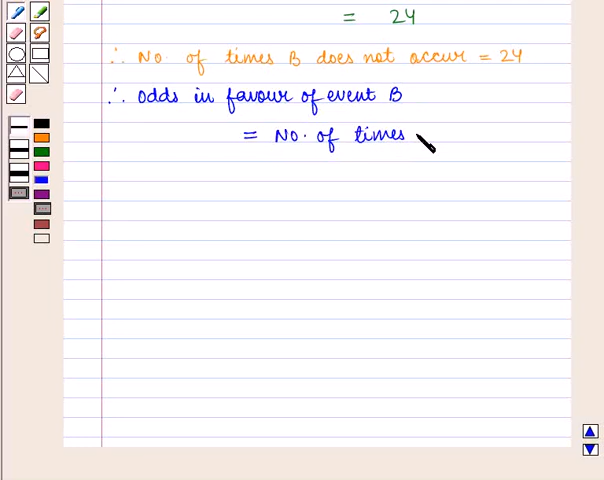 = 24
∴ No. of times B does not occur = 24
∴ Odds in favour of event B
= No. of times